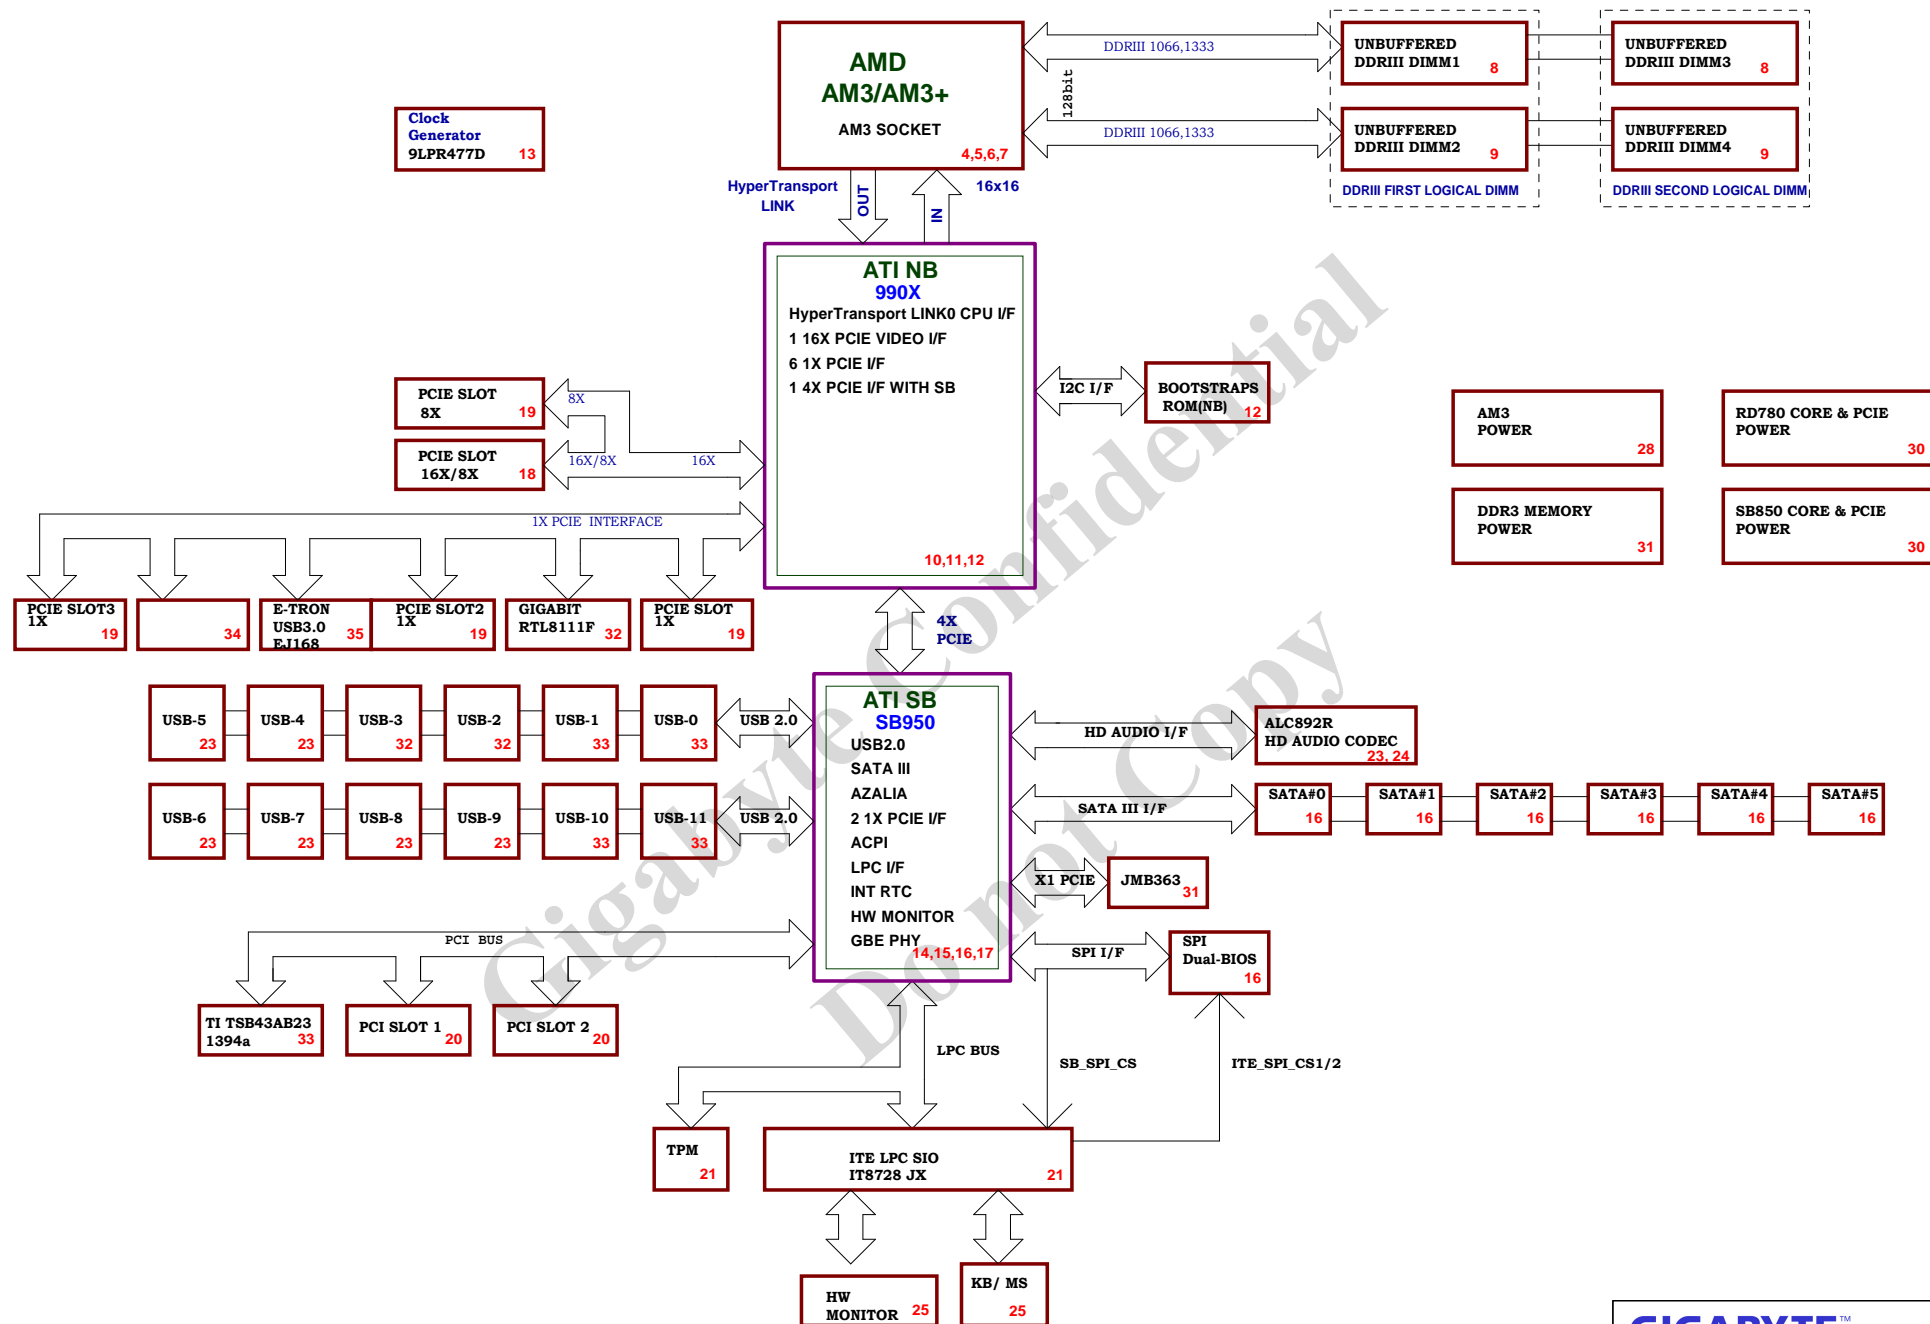 AMD
AM3/AM3+
AM3 SOCKET
4,5,6,7
DDRIII 1066,1333
128bit
DDRIII 1066,1333
UNBUFFERED
DDRIII DIMM1
8
UNBUFFERED
DDRIII DIMM3
8
UNBUFFERED
DDRIII DIMM2
9
UNBUFFERED
DDRIII DIMM4
9
DDRIII FIRST LOGICAL DIMM
DDRIII SECOND LOGICAL DIMM
Clock
Generator
9LPR477D
13
HyperTransport
LINK
OUT
IN
16x16
ATI NB
990X
HyperTransport LINK0 CPU I/F
1 16X PCIE VIDEO I/F
6 1X PCIE I/F
1 4X PCIE I/F WITH SB
10,11,12
I2C I/F
BOOTSTRAPS
ROM(NB)
12
PCIE SLOT
8X
19
8X
PCIE SLOT
16X/8X
18
16X/8X
16X
1X PCIE INTERFACE
AM3
POWER
28
RD780 CORE & PCIE
POWER
30
DDR3 MEMORY
POWER
31
SB850 CORE & PCIE
POWER
30
PCIE SLOT3
1X
19
34
E-TRON
USB3.0
EJ168
35
PCIE SLOT2
1X
19
GIGABIT
RTL8111F
32
PCIE SLOT
1X
19
4X
PCIE
ATI SB
SB950
USB2.0
SATA III
AZALIA
2 1X PCIE I/F
ACPI
LPC I/F
INT RTC
HW MONITOR
GBE PHY
14,15,16,17
USB-5
23
USB-4
23
USB-3
32
USB-2
32
USB-1
33
USB-0
33
USB 2.0
USB-6
23
USB-7
23
USB-8
23
USB-9
23
USB-10
33
USB-11
33
USB 2.0
HD AUDIO I/F
ALC892R
HD AUDIO CODEC
23, 24
SATA III I/F
SATA#0
16
SATA#1
16
SATA#2
16
SATA#3
16
SATA#4
16
SATA#5
16
X1 PCIE
JMB363
31
SPI I/F
SPI
Dual-BIOS
16
PCI BUS
TI TSB43AB23
1394a
33
PCI SLOT 1
20
PCI SLOT 2
20
LPC BUS
SB_SPI_CS
ITE_SPI_CS1/2
TPM
21
ITE LPC SIO
IT8728 JX
21
HW
MONITOR
25
KB/ MS
25
Gigabyte Confidential
Do not Copy
GIGABYTE™